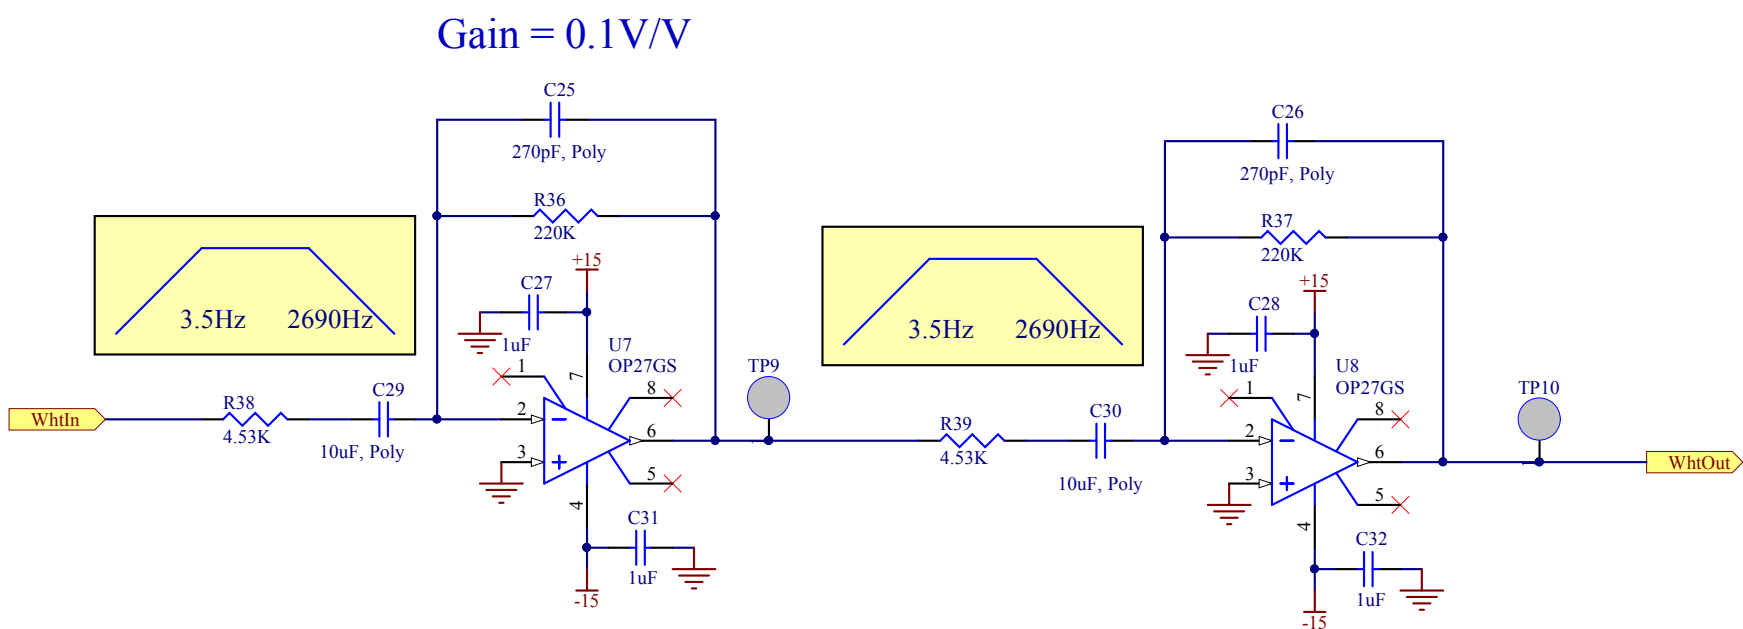 Gain = 0.1V/V
C25
270pF, Poly
R36
220K
3.5Hz 2690Hz
+15
C27
1uF
U7
OP27GS
1
7
8
TP9
WhtIn
R38
4.53K
C29
10uF, Poly
2
3
6
5
4
C31
1uF
-15
R39
4.53K
C30
10uF, Poly
C26
270pF, Poly
R37
220K
3.5Hz 2690Hz
+15
C28
1uF
U8
OP27GS
1
7
8
TP10
2
3
6
5
4
WhtOut
C32
1uF
-15